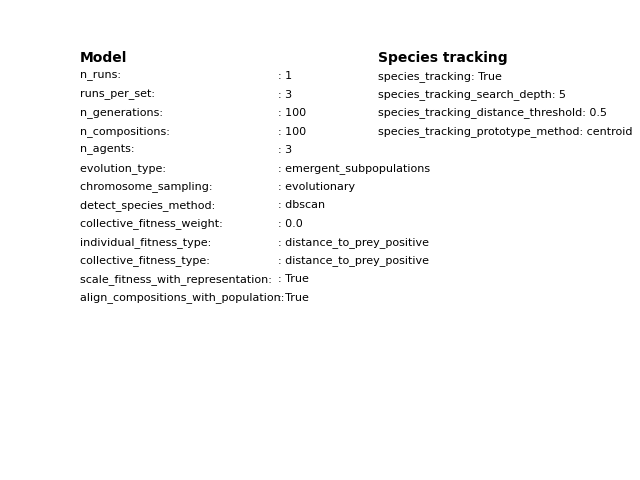 Model
n_runs: : 1
runs_per_set: : 3
n_generations: : 100
n_compositions: : 100
n_agents: : 3
evolution_type: : emergent_subpopulations
chromosome_sampling: : evolutionary
detect_species_method: : dbscan
collective_fitness_weight: : 0.0
individual_fitness_type: : distance_to_prey_positive
collective_fitness_type: : distance_to_prey_positive
scale_fitness_with_representation: : True
align_compositions_with_population: : True
Species tracking
species_tracking: True
species_tracking_search_depth: 5
species_tracking_distance_threshold: 0.5
species_tracking_prototype_method: centroid